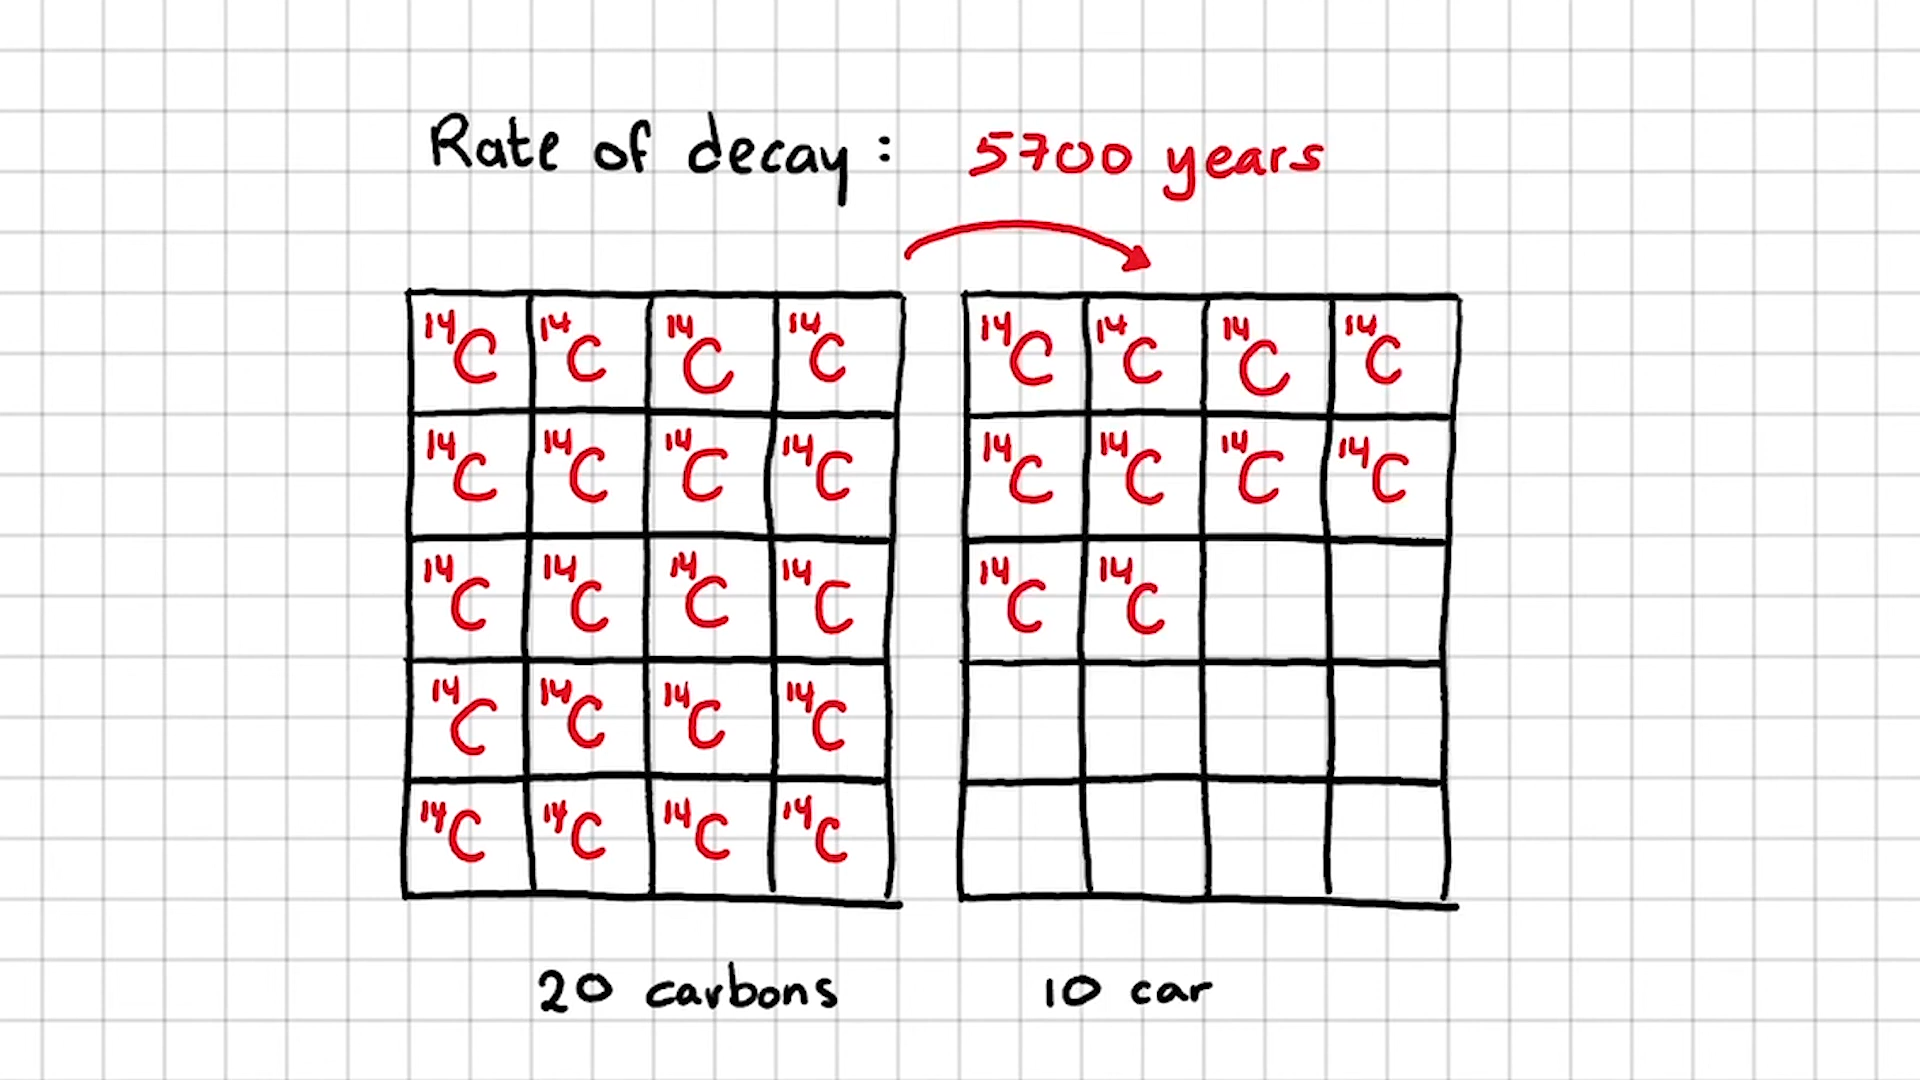 Rate of decay: 5700 years
¹⁴C ¹⁴C ¹⁴C ¹⁴C ¹⁴C ¹⁴C ¹⁴C ¹⁴C
¹⁴C ¹⁴C ¹⁴C ¹⁴C ¹⁴C ¹⁴C ¹⁴C ¹⁴C
¹⁴C ¹⁴C ¹⁴C ¹⁴C ¹⁴C ¹⁴C
¹⁴C ¹⁴C ¹⁴C ¹⁴C
¹⁴C ¹⁴C ¹⁴C ¹⁴C
20 carbons 10 car